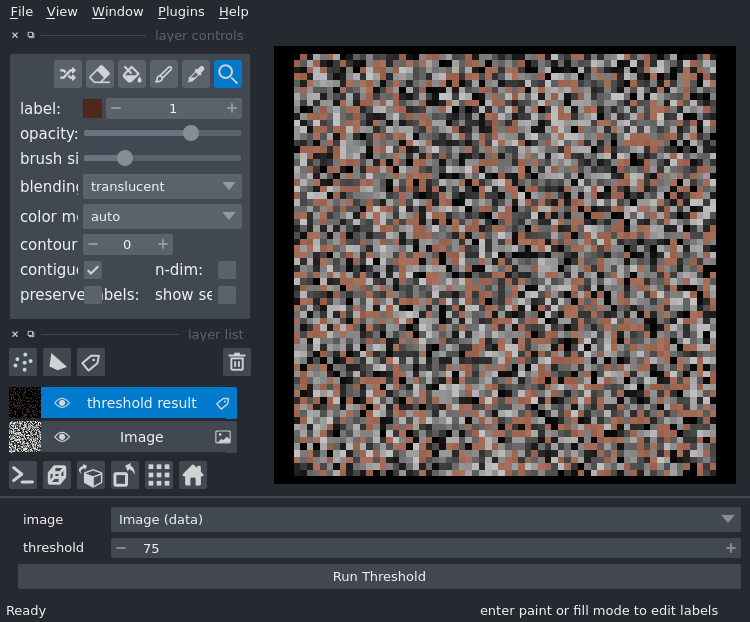 File View Window Plugins Help
layer controls
label: 1
opacity:
brush si
blending translucent
color m auto
contour 0
contigu n-dim:
preserve abels: show se
layer list
threshold result
Image
image Image (data)
threshold 75
Run Threshold
Ready enter paint or fill mode to edit labels